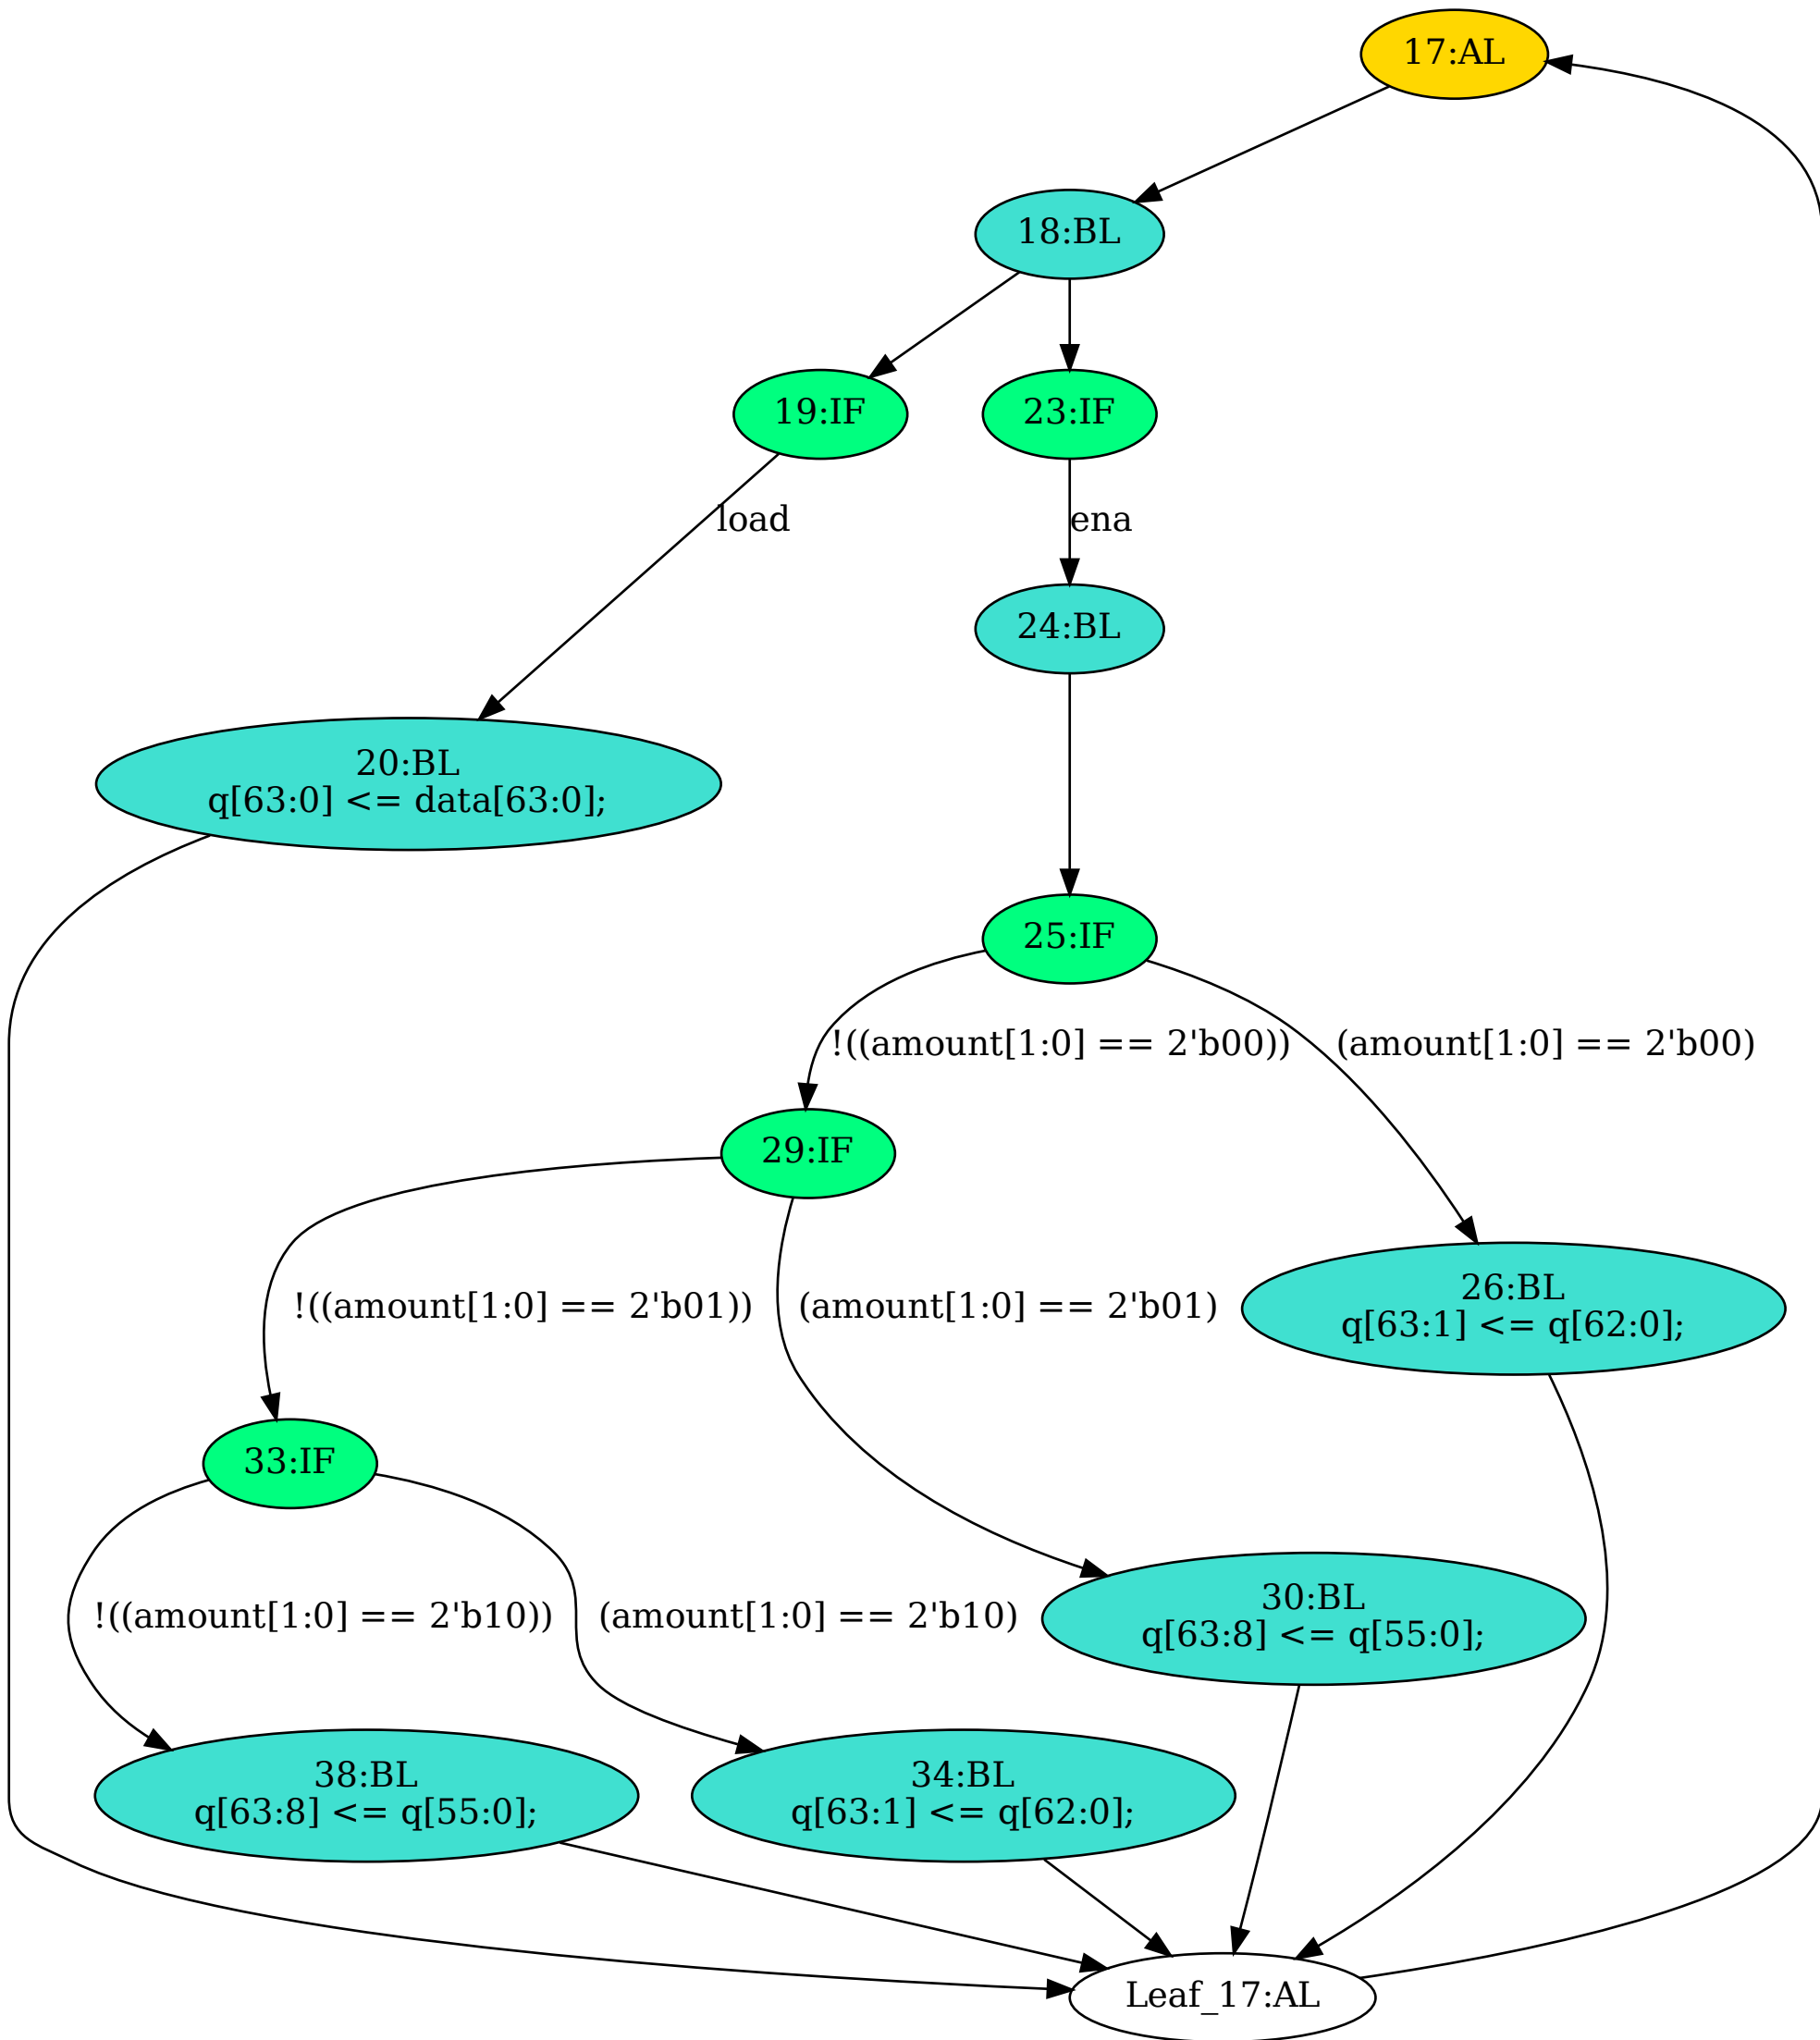 17:AL
18:BL
19:IF
23:IF
load
ena
24:BL
20:BL
q[63:0] <= data[63:0];
25:IF
!((amount[1:0] == 2'b00))
(amount[1:0] == 2'b00)
29:IF
!((amount[1:0] == 2'b01))
(amount[1:0] == 2'b01)
26:BL
q[63:1] <= q[62:0];
33:IF
!((amount[1:0] == 2'b10))
(amount[1:0] == 2'b10)
30:BL
q[63:8] <= q[55:0];
38:BL
q[63:8] <= q[55:0];
34:BL
q[63:1] <= q[62:0];
Leaf_17:AL